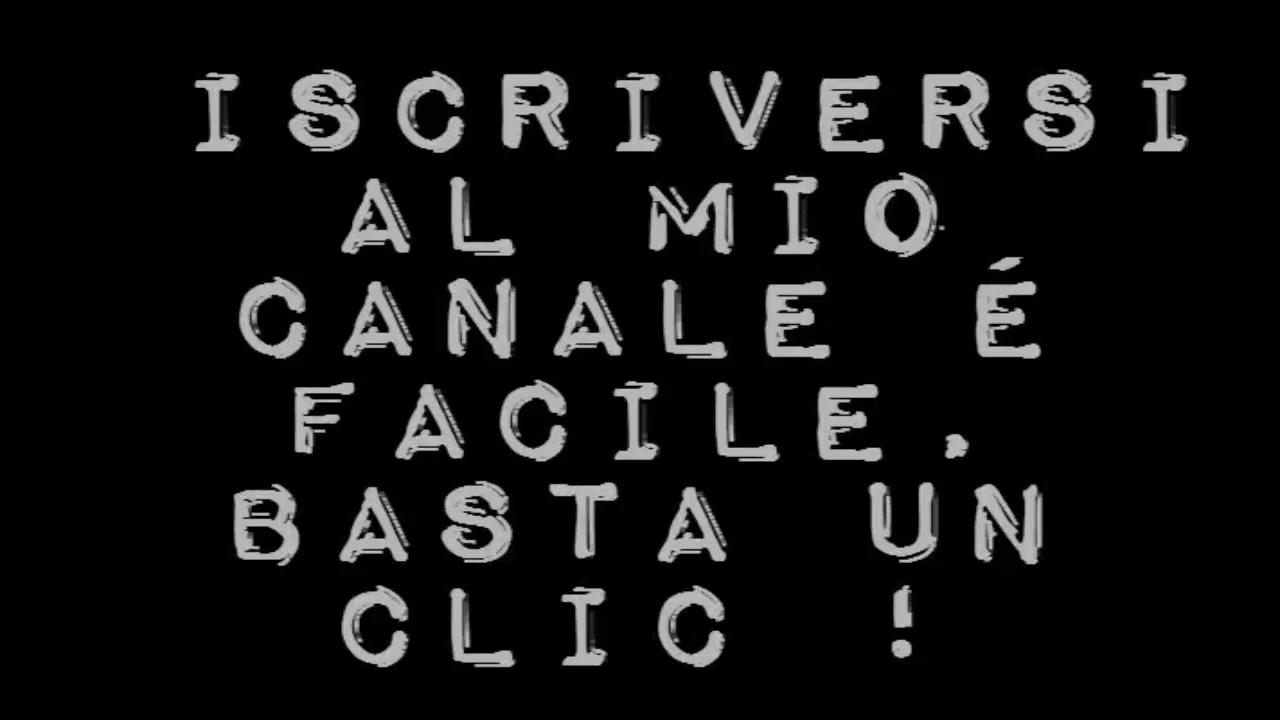 ISCRIVERSI
AL MIO
CANALE É
FACILE.
BASTA UN
CLIC !